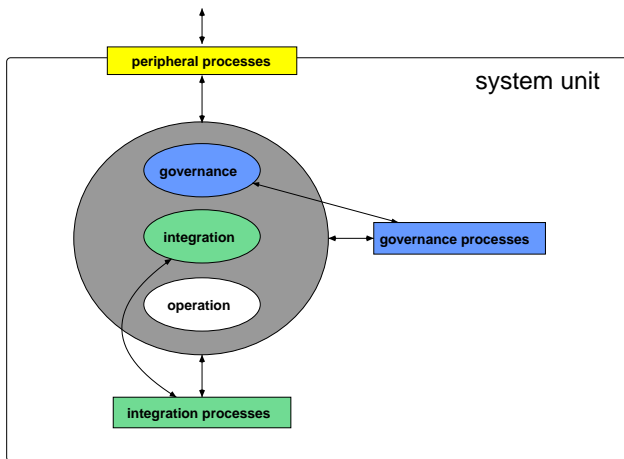 peripheral processes
system unit
governance
integration
governance processes
operation
integration processes